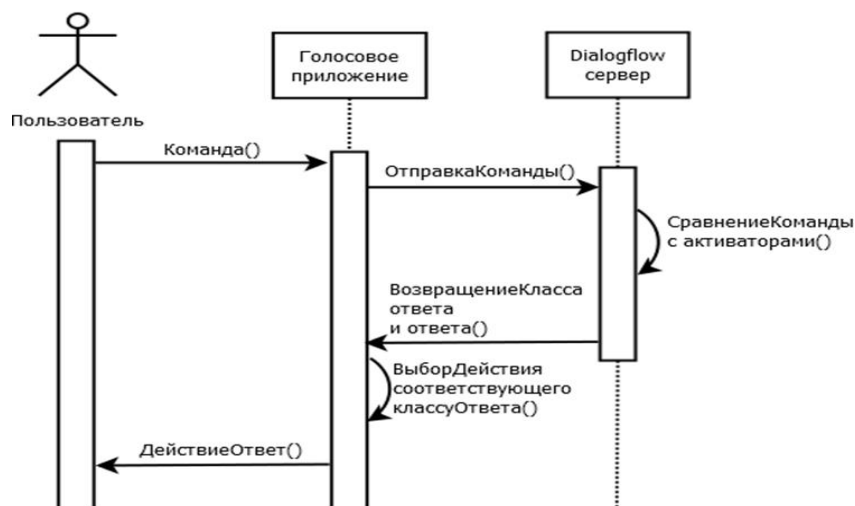 Голосовое
приложение
Dialogflow
сервер
Пользователь
Команда()
ОтправкаКоманды()
СравнениеКоманды
с активаторами()
ВозвращениеКласса
ответа
и ответа()
ВыборДействия
соответствующего
классуОтвета()
ДействиеОтвет()